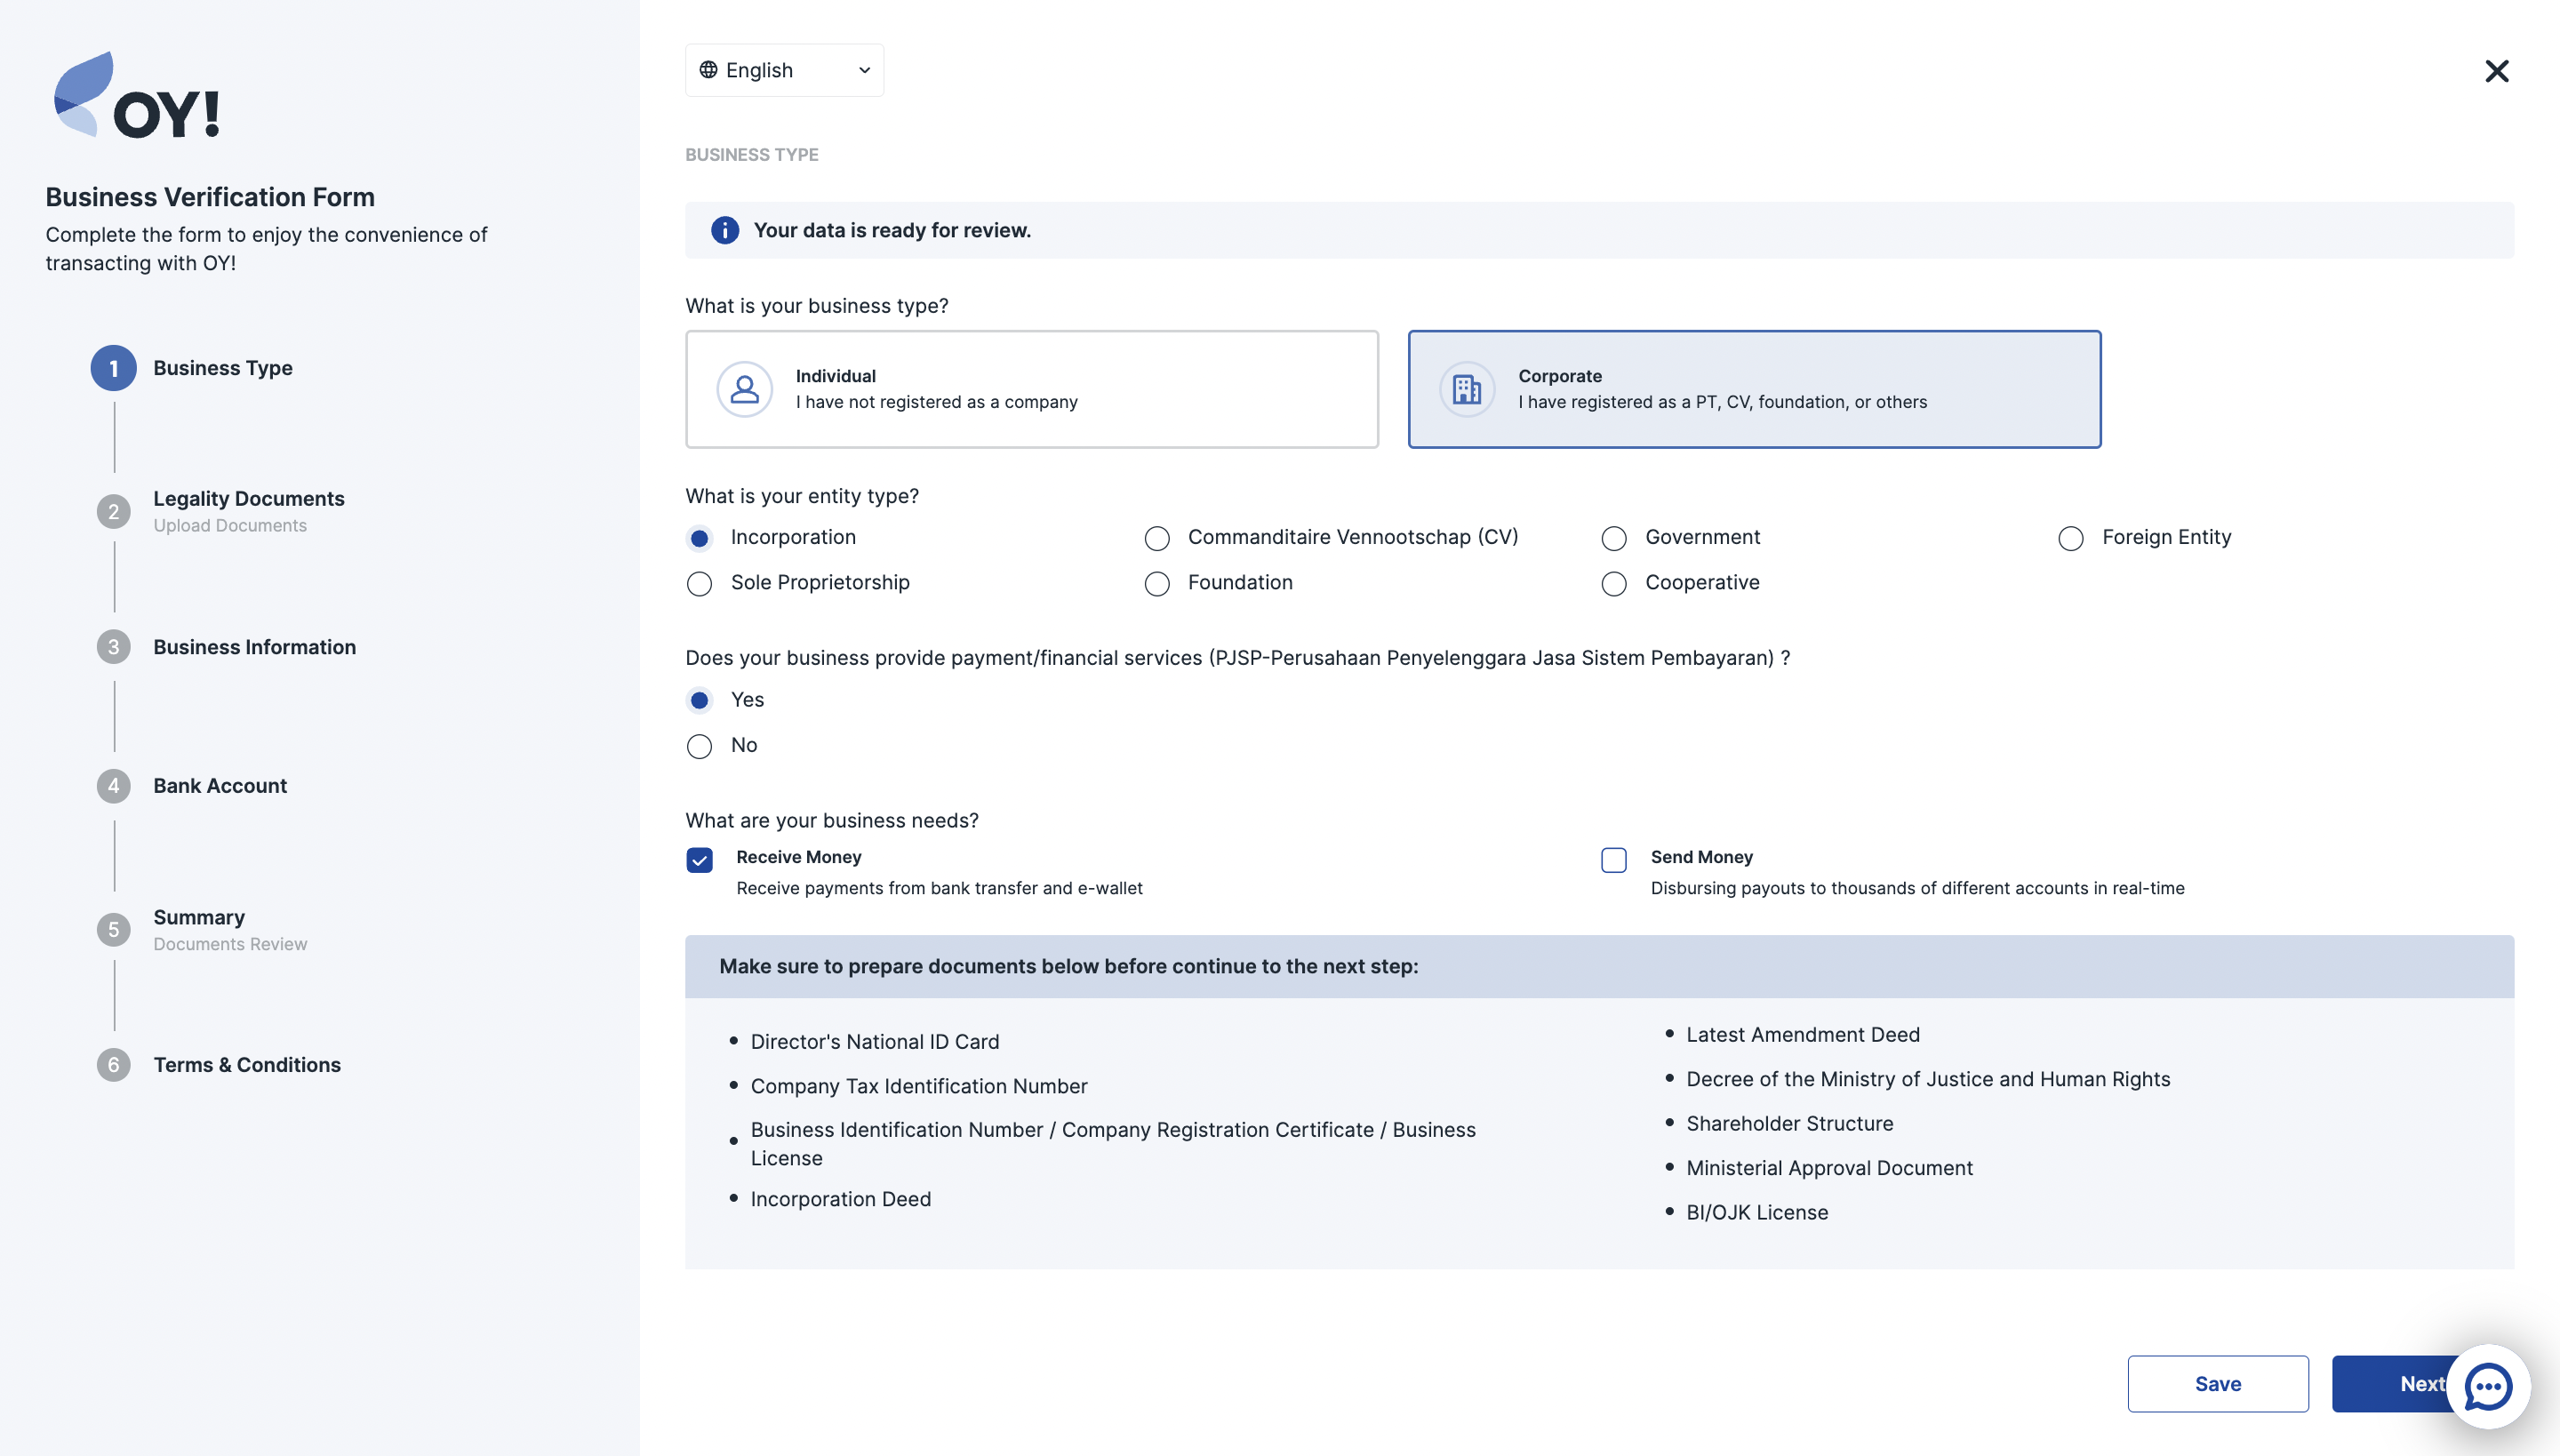 OY!
Business Verification Form
Complete the form to enjoy the convenience of
transacting with OY!
1 Business Type
2 Legality Documents
Upload Documents
3 Business Information
4 Bank Account
5 Summary
Documents Review
6 Terms & Conditions
English
BUSINESS TYPE
Your data is ready for review.
What is your business type?
Individual
I have not registered as a company
Corporate
I have registered as a PT, CV, foundation, or others
What is your entity type?
Incorporation
Commanditaire Vennootschap (CV)
Government
Foreign Entity
Sole Proprietorship
Foundation
Cooperative
Does your business provide payment/financial services (PJSP-Perusahaan Penyelenggara Jasa Sistem Pembayaran) ?
Yes
No
What are your business needs?
Receive Money
Receive payments from bank transfer and e-wallet
Send Money
Disbursing payouts to thousands of different accounts in real-time
Make sure to prepare documents below before continue to the next step:
• Director's National ID Card
• Company Tax Identification Number
• Business Identification Number / Company Registration Certificate / Business
License
• Incorporation Deed
• Latest Amendment Deed
• Decree of the Ministry of Justice and Human Rights
• Shareholder Structure
• Ministerial Approval Document
• BI/OJK License
Save
Next